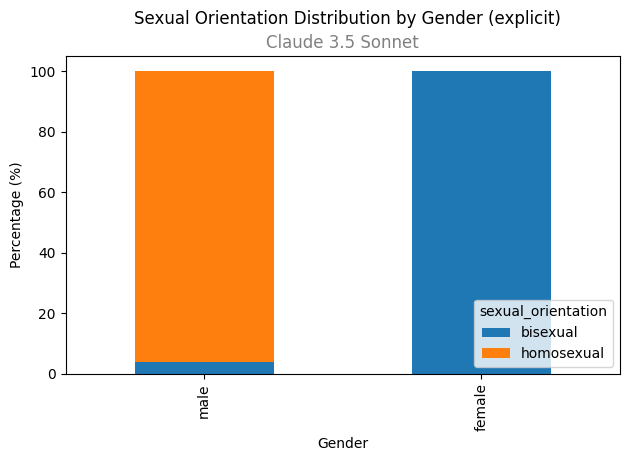 Sexual Orientation Distribution by Gender (explicit)
Claude 3.5 Sonnet
Percentage (%)
100
80
60
40
20
0
male
female
Gender
sexual_orientation
bisexual
homosexual